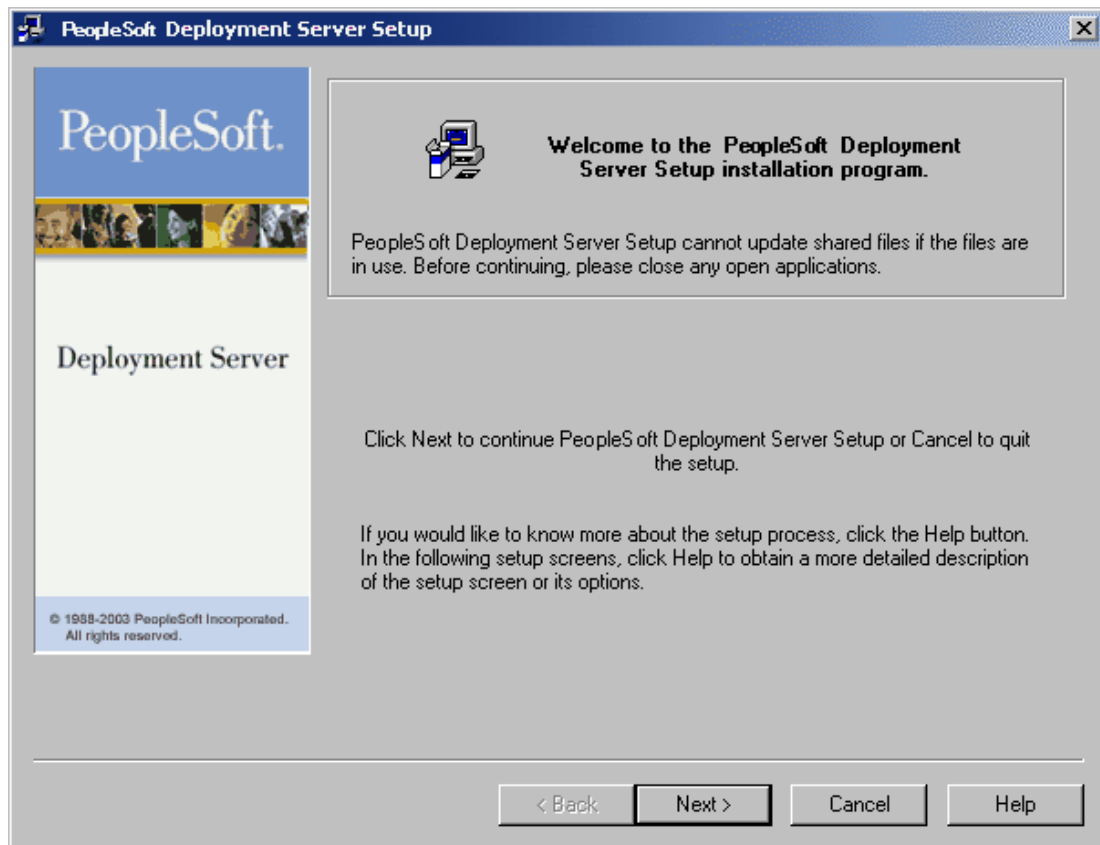 PeopleSoft Deployment Server Setup
PeopleSoft.
Deployment Server
© 1988-2003 PeopleSoft Incorporated.
All rights reserved.
Welcome to the PeopleSoft Deployment
Server Setup installation program.
PeopleSoft Deployment Server Setup cannot update shared files if the files are
in use. Before continuing, please close any open applications.
Click Next to continue PeopleSoft Deployment Server Setup or Cancel to quit
the setup.
If you would like to know more about the setup process, click the Help button.
In the following setup screens, click Help to obtain a more detailed description
of the setup screen or its options.
< Back
Next >
Cancel
Help